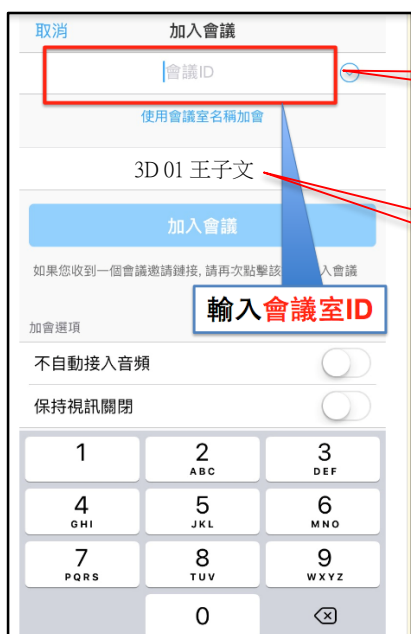 取消 加入會議
會議ID
使用會議室名稱加會
3D 01 王子文
加入會議
如果您收到一個會議邀請鏈接, 請再次點擊該 入會議
輸入會議室ID
加會選項
不自動接入音頻
保持視訊關閉
1 2 3
ABC DEF
4 5 6
GHI JKL MNO
7 8 9
PQRS TUV WXYZ
0